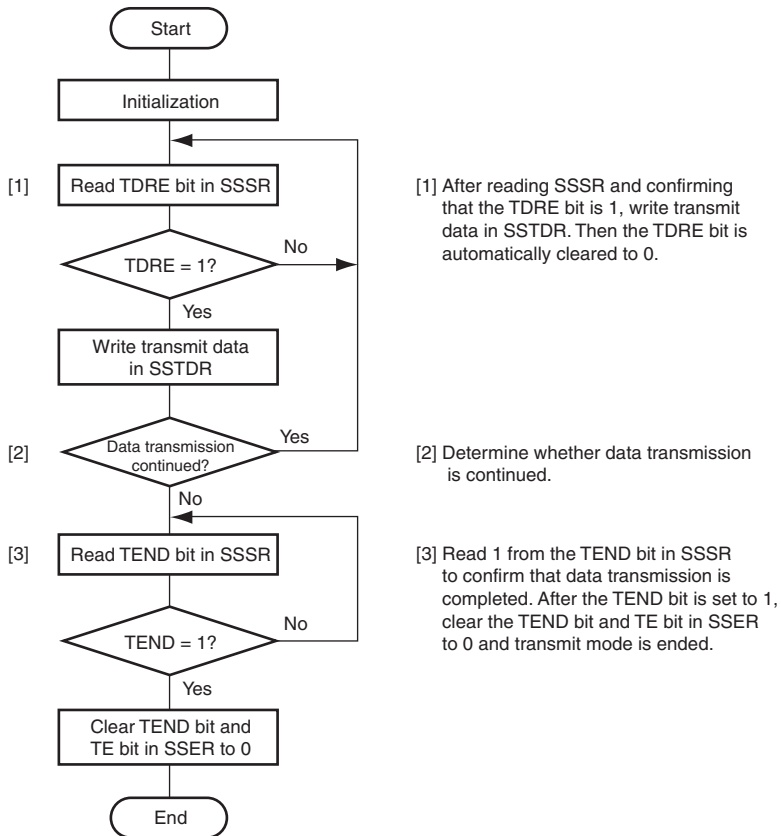 Start
Initialization
[1]
Read TDRE bit in SSSR
[1] After reading SSSR and confirming
that the TDRE bit is 1, write transmit
data in SSTDR. Then the TDRE bit is
automatically cleared to 0.
No
TDRE = 1?
Yes
Write transmit data
in SSTDR
[2]
Data transmission
continued?
Yes
[2] Determine whether data transmission
is continued.
No
[3]
Read TEND bit in SSSR
[3] Read 1 from the TEND bit in SSSR
to confirm that data transmission is
completed. After the TEND bit is set to 1,
clear the TEND bit and TE bit in SSER
to 0 and transmit mode is ended.
No
TEND = 1?
Yes
Clear TEND bit and
TE bit in SSER to 0
End